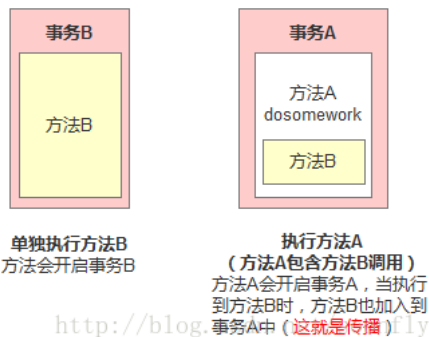 事务B
方法B
单独执行方法B
方法会开启事务B
事务A
方法A
dosomework
方法B
执行方法A
（方法A包含方法B调用）
方法A会开启事务A，当执行
到方法B时，方法B也加入到
事务A中（这就是传播）
http://blog.
fly